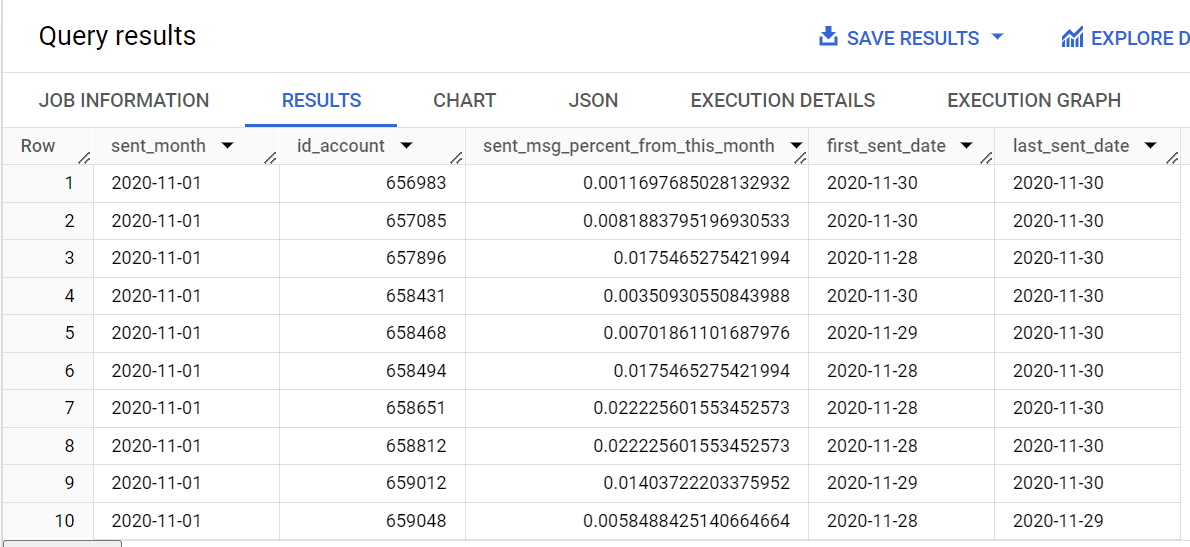 Query results SAVE RESULTS EXPLORE D
JOB INFORMATION RESULTS CHART JSON EXECUTION DETAILS EXECUTION GRAPH
Row sent_month id_account sent_msg_percent_from_this_month first_sent_date last_sent_date
1 2020-11-01 656983 0.0011697685028132932 2020-11-30 2020-11-30
2 2020-11-01 657085 0.0081883795196930533 2020-11-30 2020-11-30
3 2020-11-01 657896 0.0175465275421994 2020-11-28 2020-11-30
4 2020-11-01 658431 0.00350930550843988 2020-11-30 2020-11-30
5 2020-11-01 658468 0.00701861101687976 2020-11-29 2020-11-30
6 2020-11-01 658494 0.0175465275421994 2020-11-28 2020-11-30
7 2020-11-01 658651 0.022225601553452573 2020-11-28 2020-11-30
8 2020-11-01 658812 0.022225601553452573 2020-11-28 2020-11-30
9 2020-11-01 659012 0.01403722203375952 2020-11-29 2020-11-30
10 2020-11-01 659048 0.0058488425140664664 2020-11-28 2020-11-29